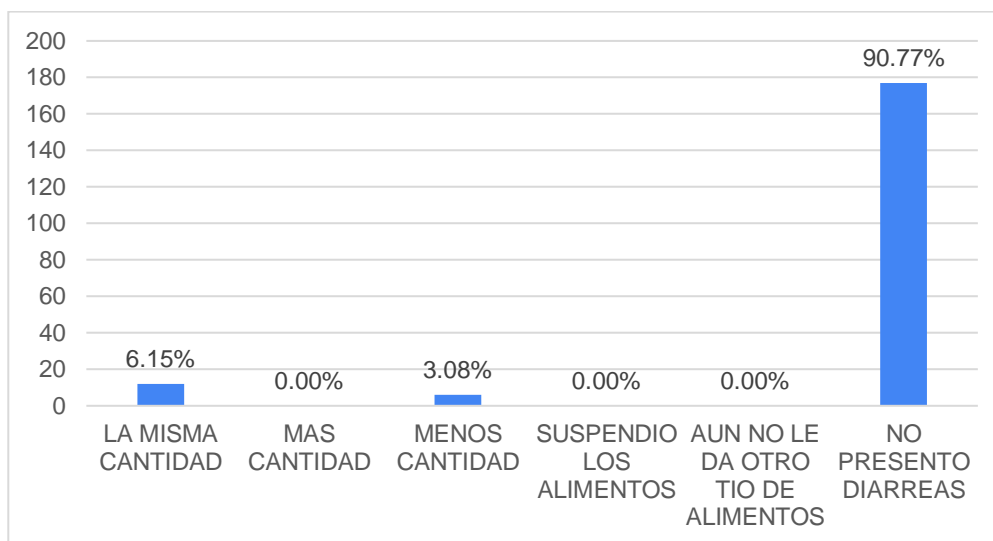 200
180
160
140
120
100
80
60
40
20
0
6.15%
0.00%
3.08%
0.00%
0.00%
90.77%
LA MISMA
CANTIDAD
MAS
CANTIDAD
MENOS
CANTIDAD
SUSPENDIO
LOS
ALIMENTOS
AUN NO LE
DA OTRO
TIO DE
ALIMENTOS
NO
PRESENTO
DIARREAS